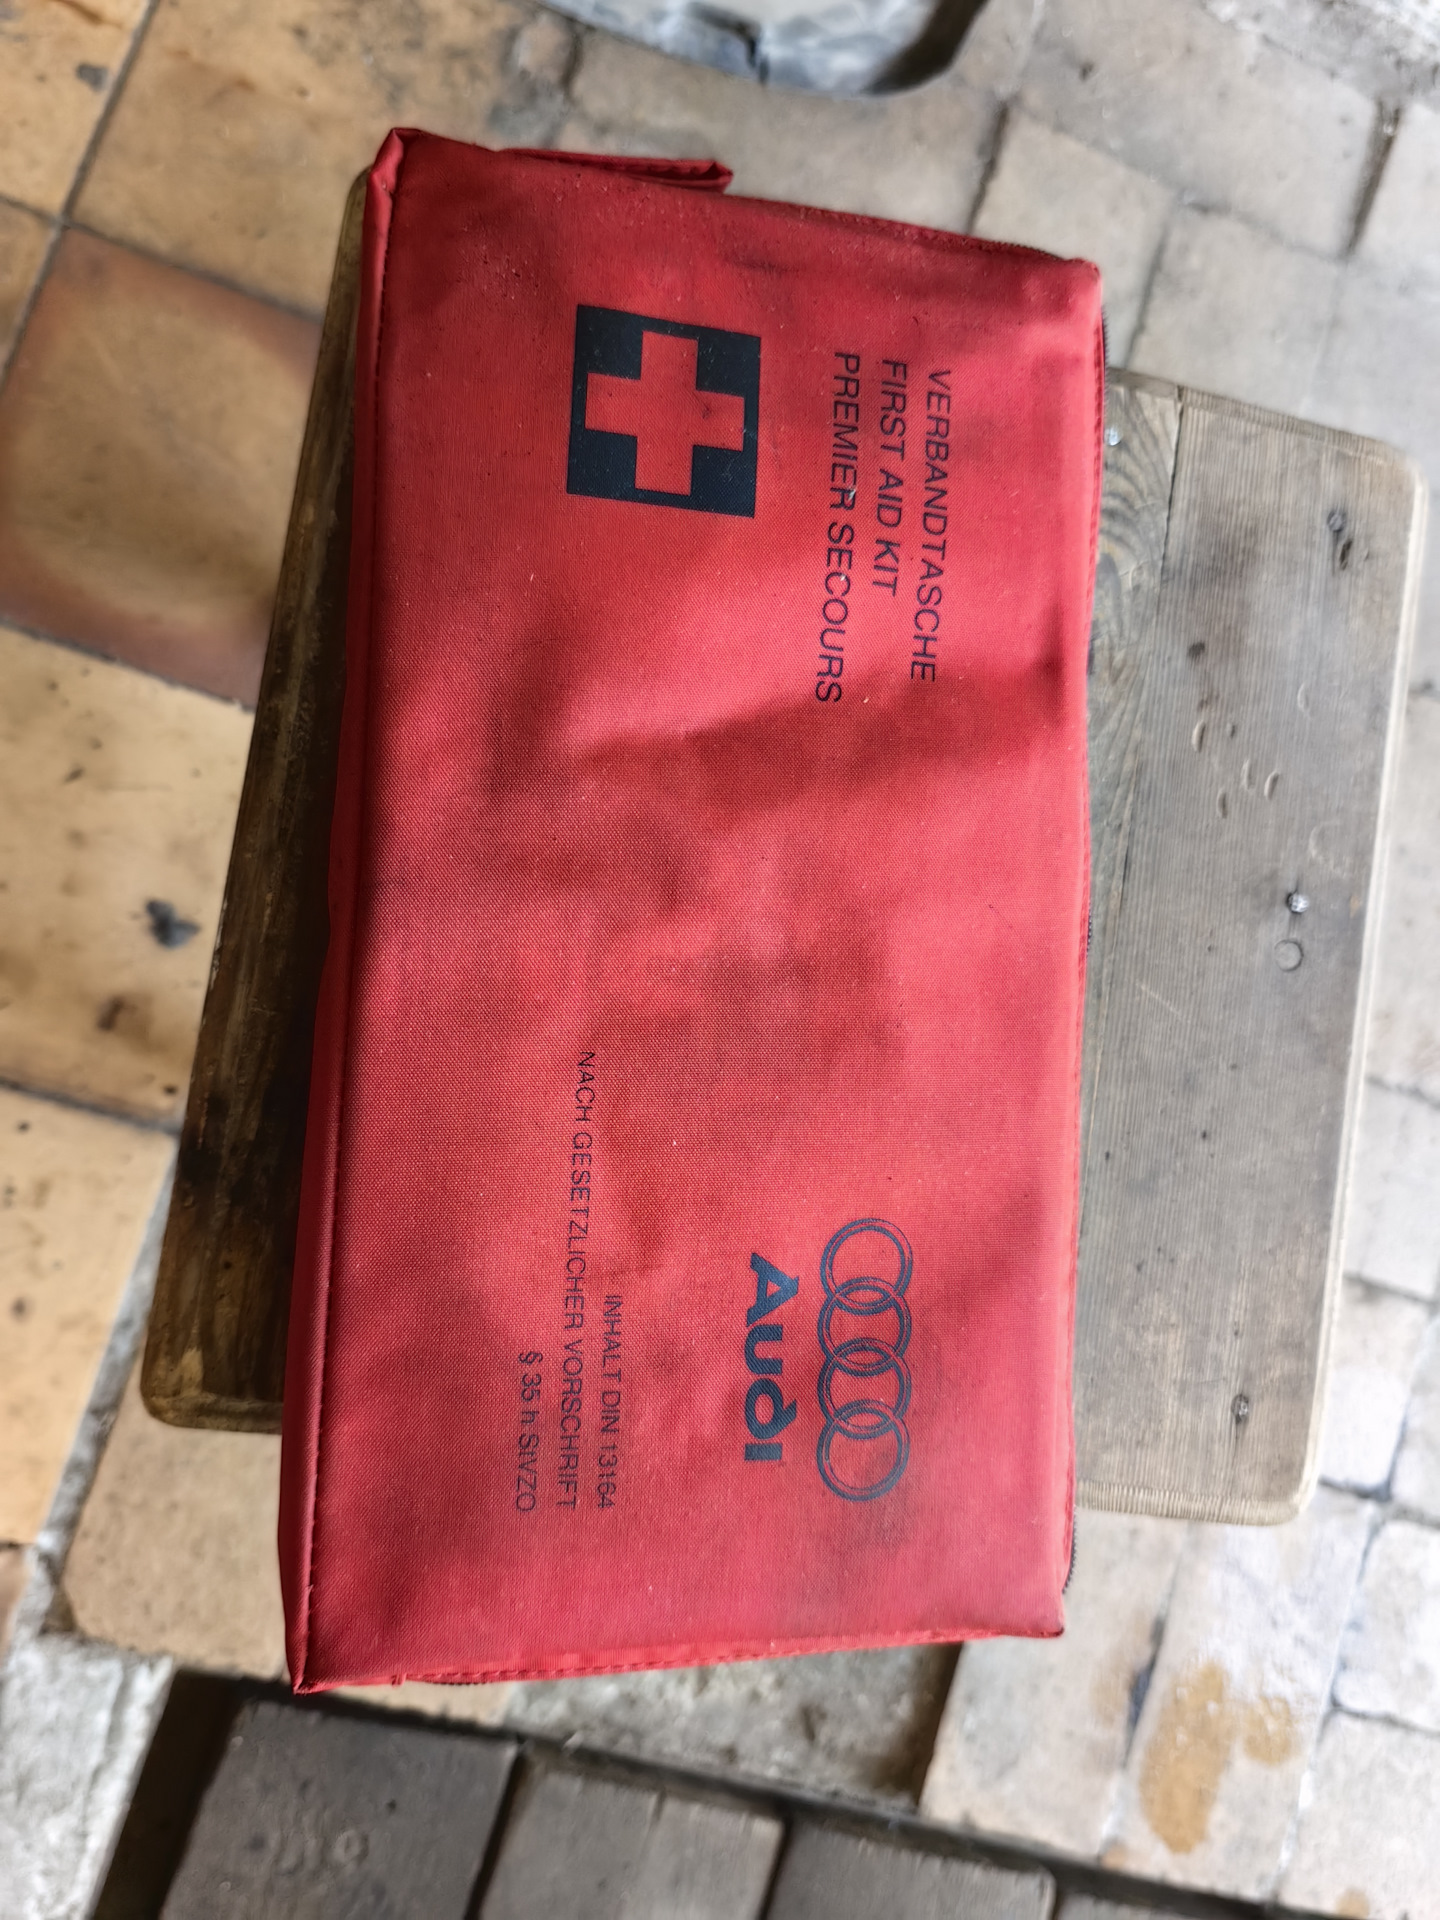 VERBANDTASCHE
FIRST AID KIT
PREMIER SECOURS
Audi
INHALT DIN 13164
NACH GESETZLICHER VORSCHRIFT
§ 35 h StVZO